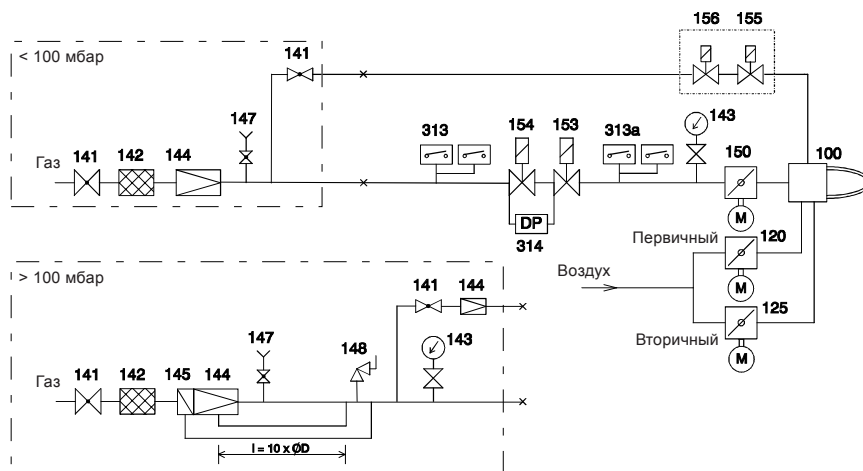 < 100 мбар
141
156 155
147
143
313
154 153
313a
Газ
141 142 144
150
100
M
DP
314
Первичный
120
M
Воздух
125
Вторичный
M
> 100 мбар
141 144
147
148
143
Газ
141 142 145 144
l = 10 x ØD